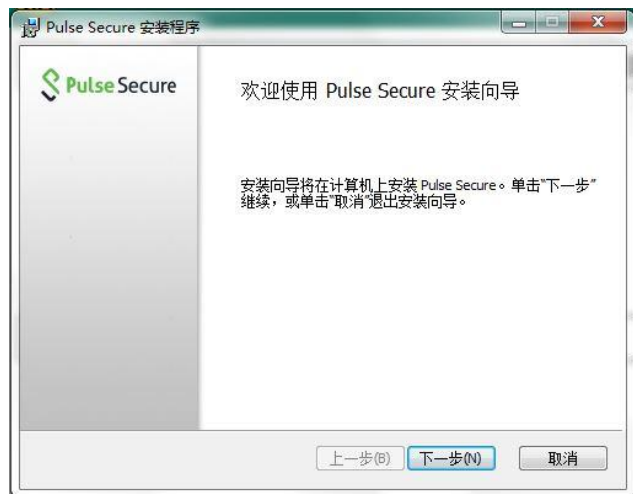 Pulse Secure 安装程序
Pulse Secure
欢迎使用 Pulse Secure 安装向导
安装向导将在计算机上安装 Pulse Secure。单击“下一步”
继续，或单击“取消”退出安装向导。
上一步(B) 下一步(N) 取消